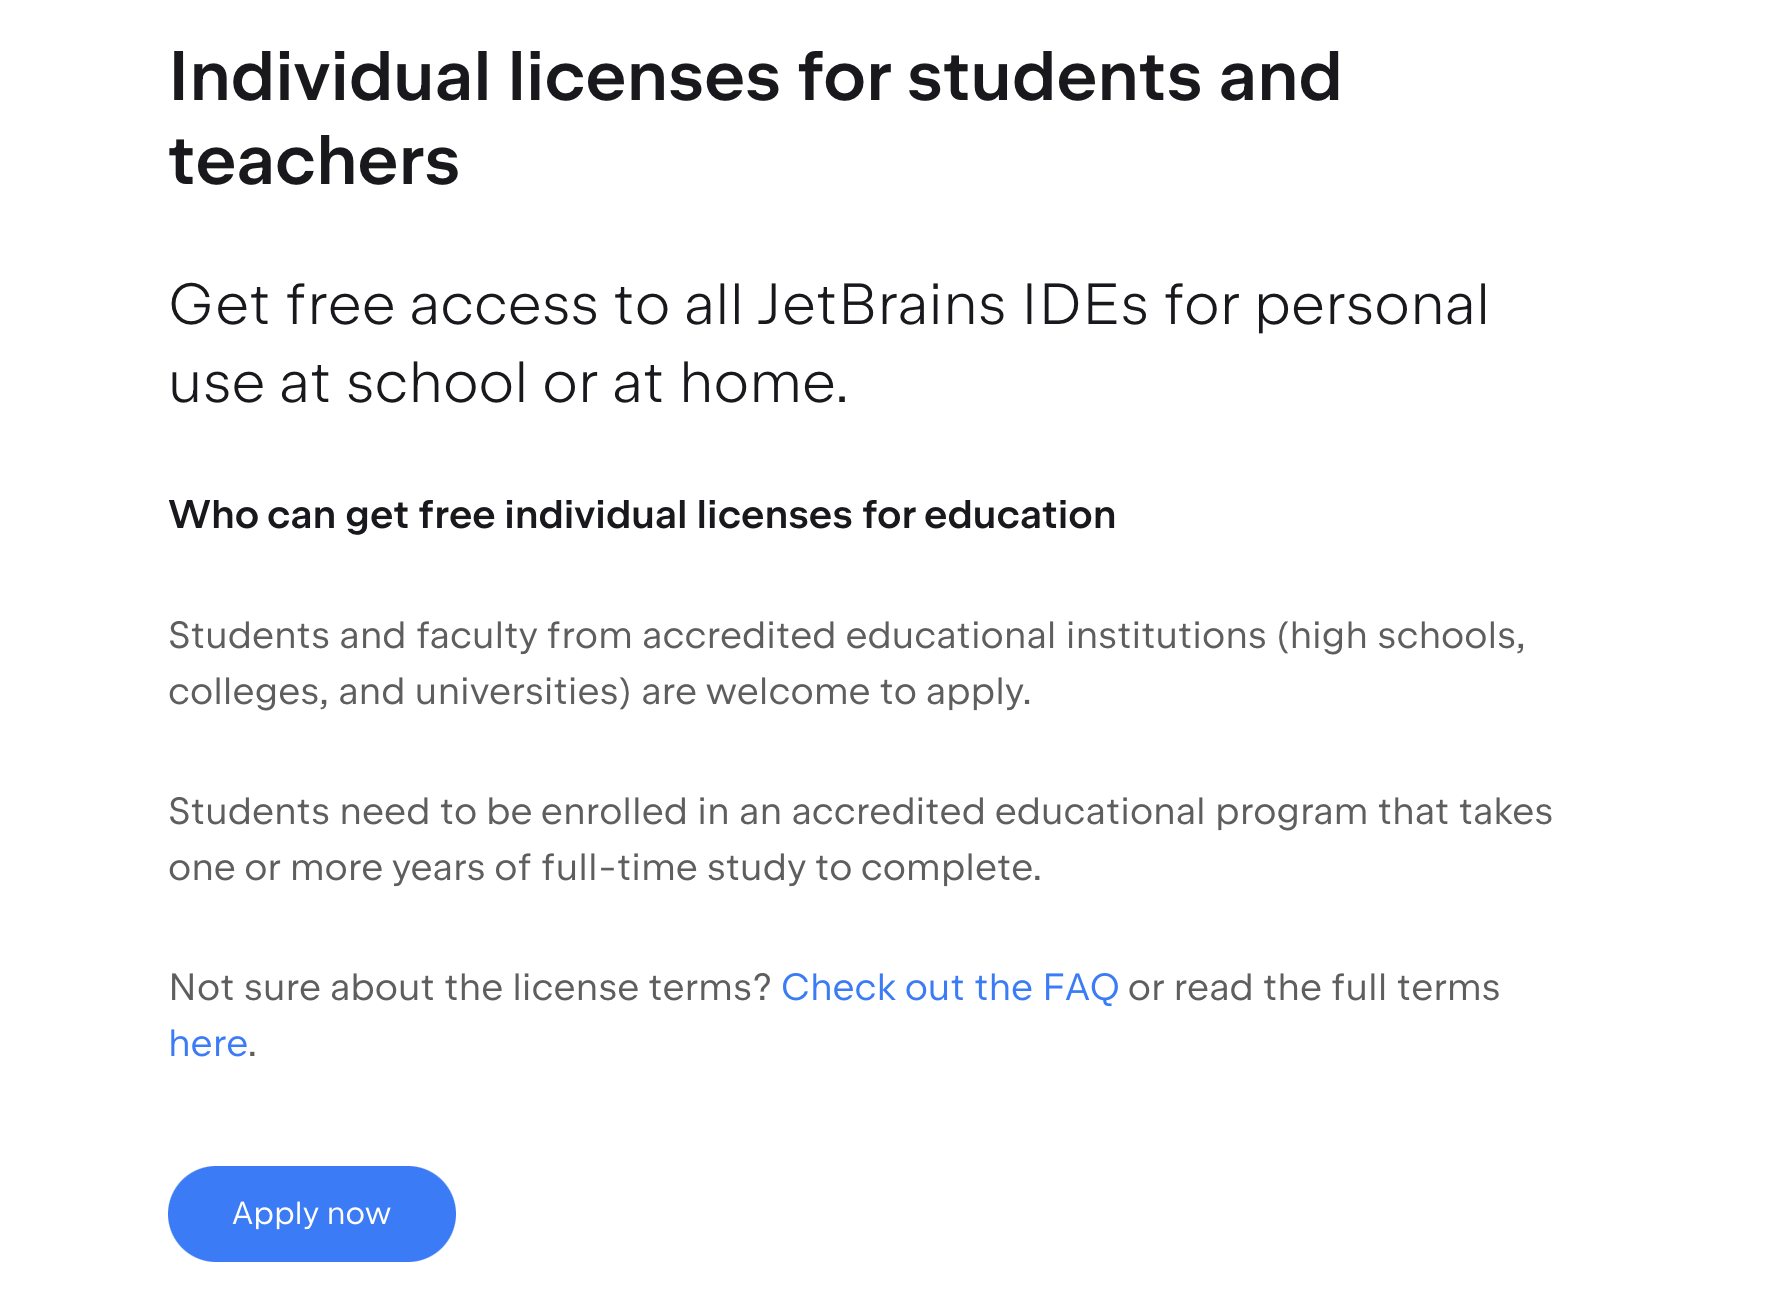 Individual licenses for students and
teachers
Get free access to all JetBrains IDEs for personal
use at school or at home.
Who can get free individual licenses for education
Students and faculty from accredited educational institutions (high schools,
colleges, and universities) are welcome to apply.
Students need to be enrolled in an accredited educational program that takes
one or more years of full-time study to complete.
Not sure about the license terms? Check out the FAQ or read the full terms
here.
Apply now